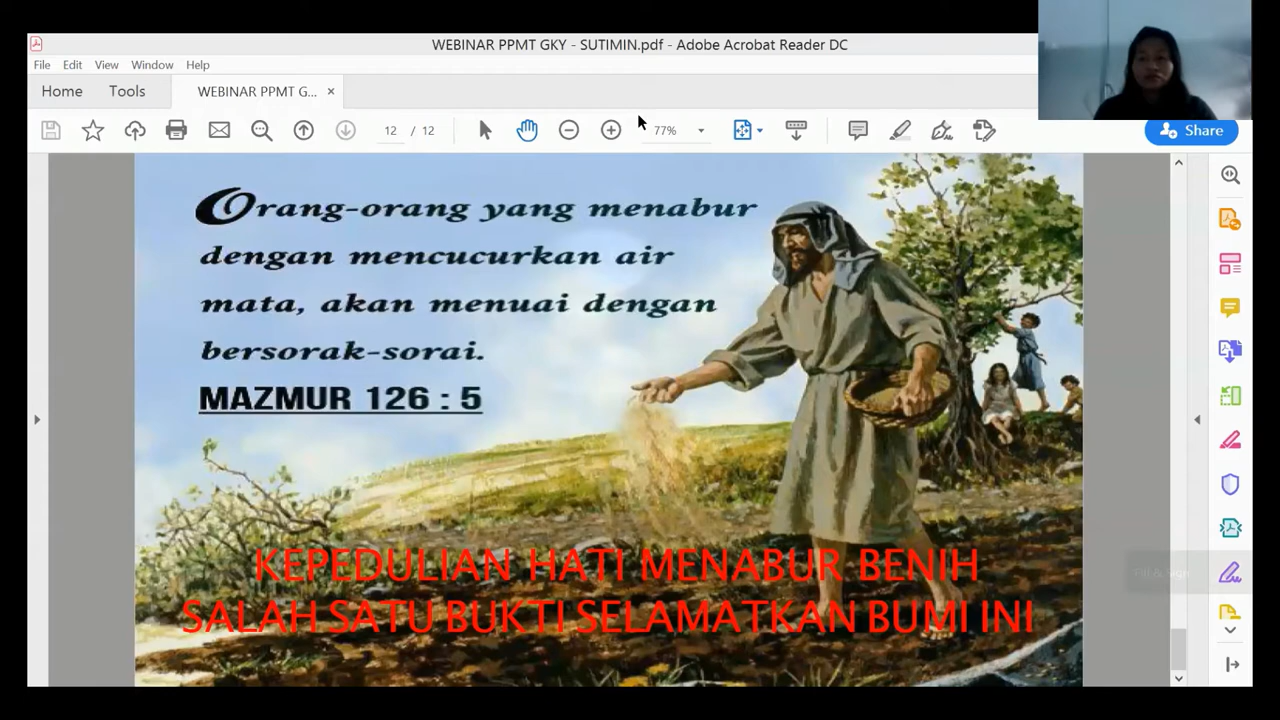 WEBINAR PPMT GKY - SUTIMIN.pdf - Adobe Acrobat Reader DC
File Edit View Window Help
Home Tools WEBINAR PPMT G... ×
12 / 12 77% Share
Orang-orang yang menabur
dengan mencucurkan air
mata, akan menuai dengan
bersorak-sorai.
MAZMUR 126 : 5
KEPEDULIAN HATI MENABUR BENIH
Fill & Sign
SALAH SATU BUKTI SELAMATKAN BUMI INI